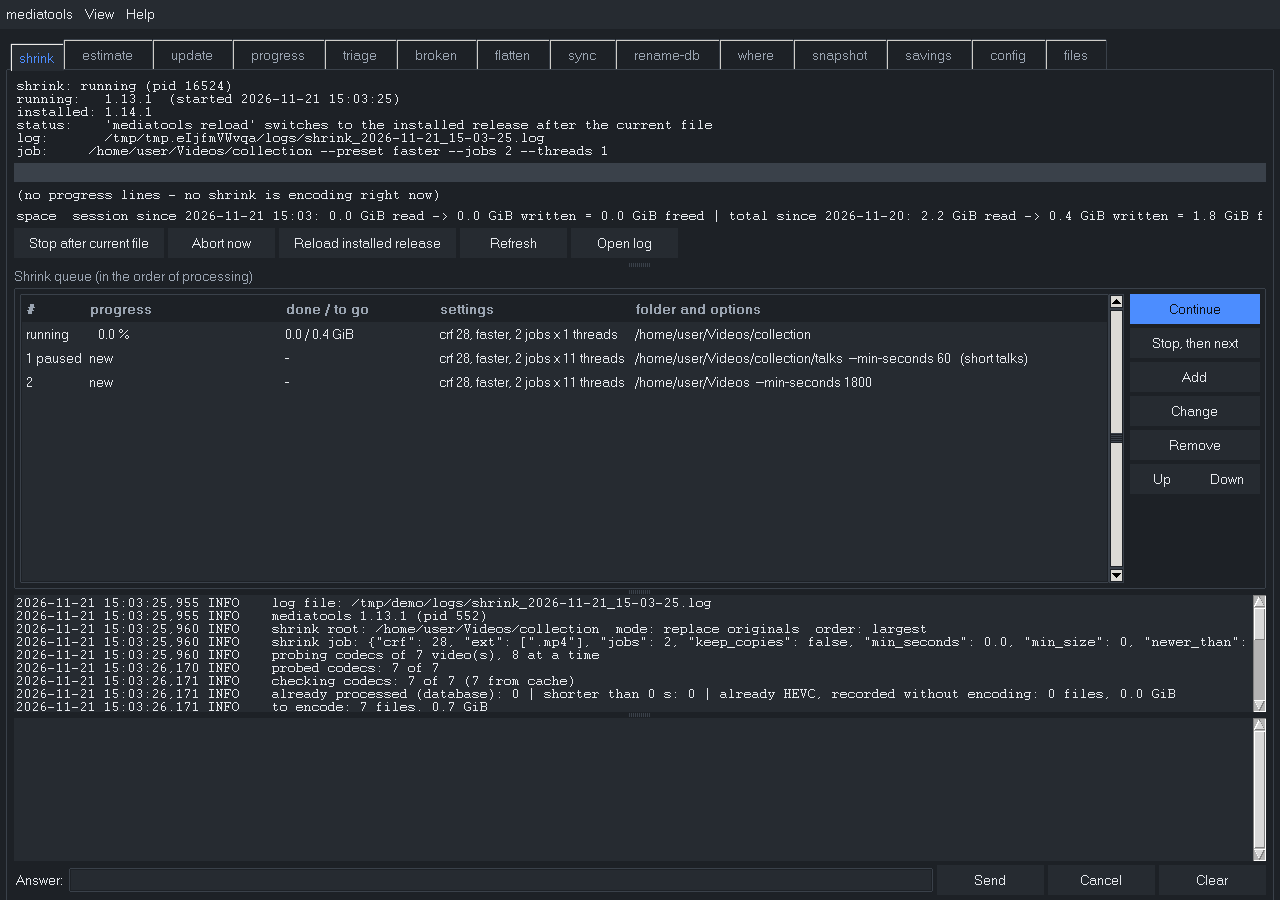 mediatools View Help
shrink estimate update progress triage broken flatten sync rename-db where snapshot savings config files
shrink: running (pid 16524)
running: 1.13.1 (started 2026-11-21 15:03:25)
installed: 1.14.1
status: 'mediatools reload' switches to the installed release after the current file
log: /tmp/tmp.eIjfmVWvqa/logs/shrink_2026-11-21_15-03-25.log
job: /home/user/Videos/collection --preset faster --jobs 2 --threads 1
(no progress lines - no shrink is encoding right now)
space session since 2026-11-21 15:03: 0.0 GiB read -> 0.0 GiB written = 0.0 GiB freed | total since 2026-11-20: 2.2 GiB read -> 0.4 GiB written = 1.8 GiB f
Stop after current file Abort now Reload installed release Refresh Open log
Shrink queue (in the order of processing)
# progress done / to go settings folder and options
running 0.0 % 0.0 / 0.4 GiB crf 28, faster, 2 jobs x 1 threads /home/user/Videos/collection
1 paused new - crf 28, faster, 2 jobs x 11 threads /home/user/Videos/collection/talks --min-seconds 60 (short talks)
2 new - crf 28, faster, 2 jobs x 11 threads /home/user/Videos --min-seconds 1800
Continue
Stop, then next
Add
Change
Remove
Up Down
2026-11-21 15:03:25,955 INFO log file: /tmp/demo/logs/shrink_2026-11-21_15-03-25.log
2026-11-21 15:03:25,955 INFO mediatools 1.13.1 (pid 552)
2026-11-21 15:03:25,960 INFO shrink root: /home/user/Videos/collection mode: replace originals order: largest
2026-11-21 15:03:25,960 INFO shrink job: {"crf": 28, "ext": [".mp4"], "jobs": 2, "keep_copies": false, "min_seconds": 0.0, "min_size": 0, "newer_than":
2026-11-21 15:03:25,960 INFO probing codecs of 7 video(s), 8 at a time
2026-11-21 15:03:26,170 INFO probed codecs: 7 of 7
2026-11-21 15:03:26,171 INFO checking codecs: 7 of 7 (7 from cache)
2026-11-21 15:03:26,171 INFO already processed (database): 0 | shorter than 0 s: 0 | already HEVC, recorded without encoding: 0 files, 0.0 GiB
2026-11-21 15:03:26,171 INFO to encode: 7 files, 0.7 GiB
Answer: Send Cancel Clear